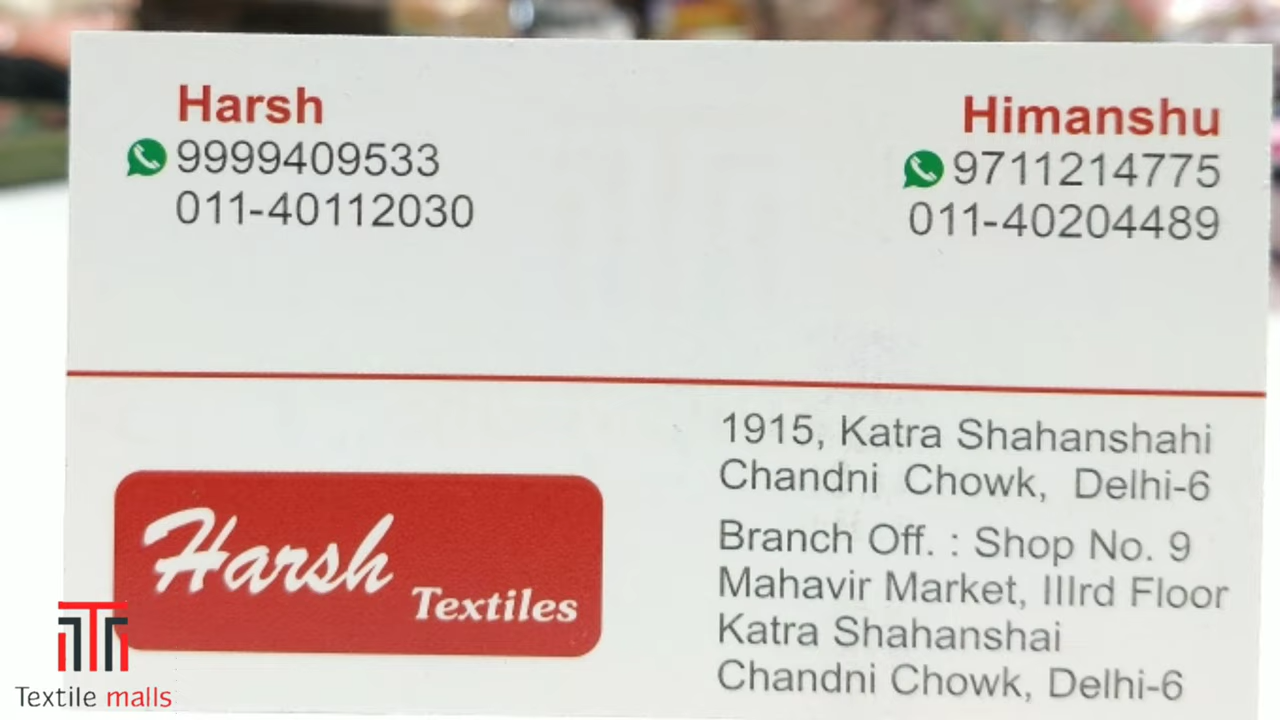 Harsh
9999409533
011-40112030
Himanshu
9711214775
011-40204489
Harsh
Textiles
1915, Katra Shahanshahi
Chandni Chowk, Delhi-6
Branch Off. : Shop No. 9
Mahavir Market, IIIrd Floor
Katra Shahanshai
Chandni Chowk, Delhi-6
Textile malls